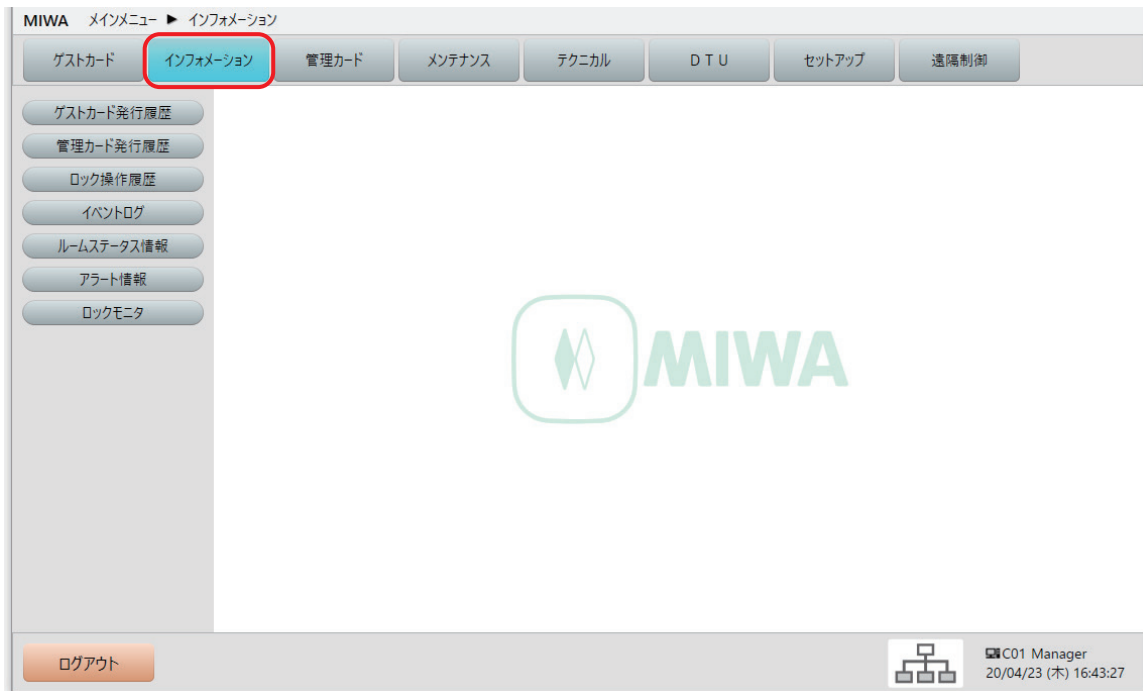 MIWA メインメニュー ▶ インフォメーション
ゲストカード インフォメーション 管理カード メンテナンス テクニカル DTU セットアップ 遠隔制御
ゲストカード発行履歴
管理カード発行履歴
ロック操作履歴
イベントログ
ルームステータス情報
アラート情報
ロックモニタ
MIWA
ログアウト
C01 Manager
20/04/23 (木) 16:43:27